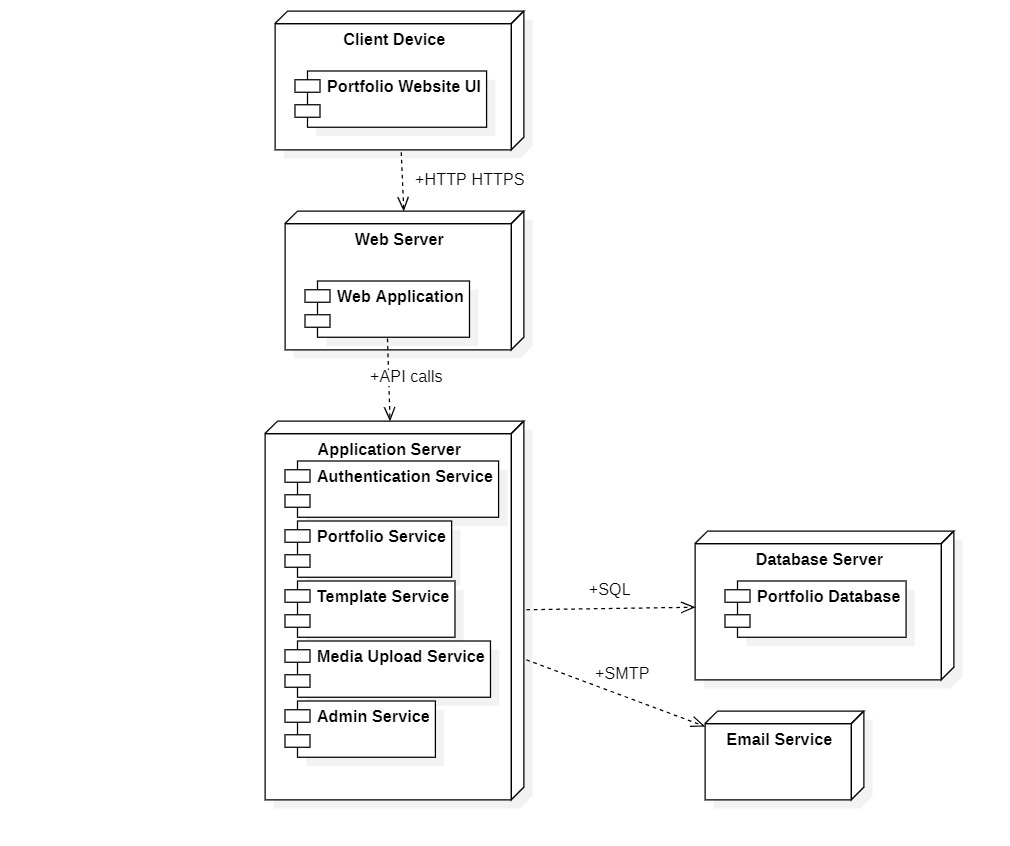 Client Device
Portfolio Website UI
+HTTP HTTPS
Web Server
Web Application
+API calls
Application Server
Authentication Service
Portfolio Service
Template Service
Media Upload Service
Admin Service
+SQL
Database Server
Portfolio Database
+SMTP
Email Service